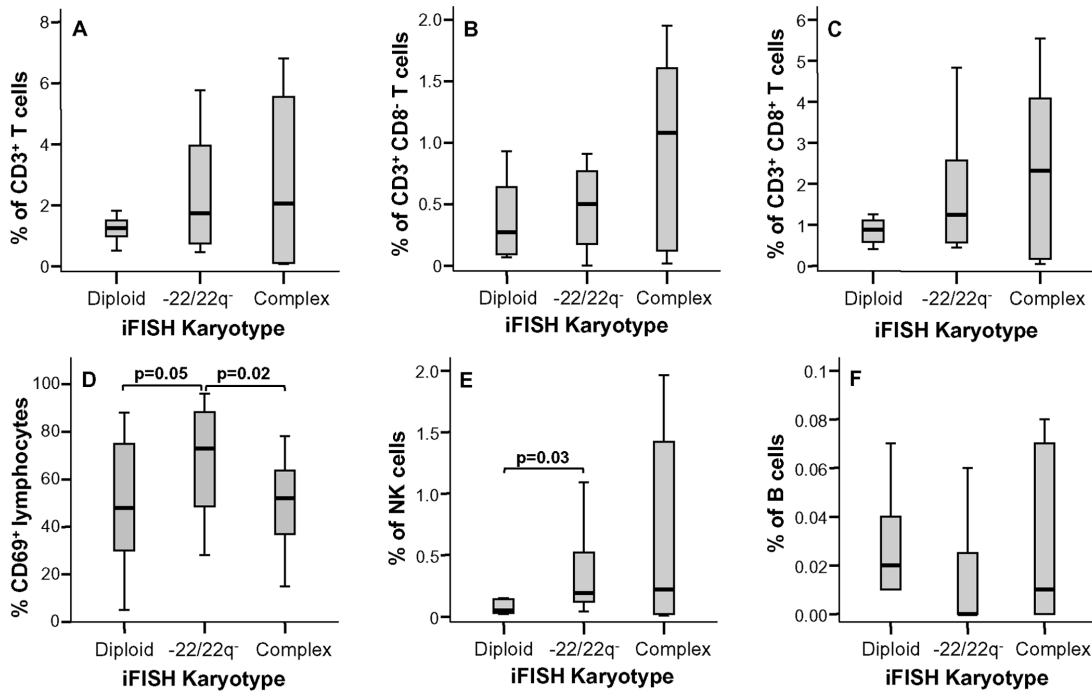 A
% of CD3⁺ T cells
8
6
4
2
0
Diploid -22/22q⁻ Complex
iFISH Karyotype
B
% of CD3⁺ CD8⁻ T cells
2.0
1.5
1.0
0.5
0
Diploid -22/22q⁻ Complex
iFISH Karyotype
C
% of CD3⁺ CD8⁺ T cells
6
5
4
3
2
1
0
Diploid -22/22q⁻ Complex
iFISH Karyotype
D
% CD69⁺ lymphocytes
p=0.05 p=0.02
100
80
60
40
20
0
Diploid -22/22q⁻ Complex
iFISH Karyotype
E
% of NK cells
p=0.03
2.0
1.5
1.0
0.5
0
Diploid -22/22q⁻ Complex
iFISH Karyotype
F
% of B cells
0.1
0.08
0.06
0.04
0.02
0.00
Diploid -22/22q⁻ Complex
iFISH Karyotype